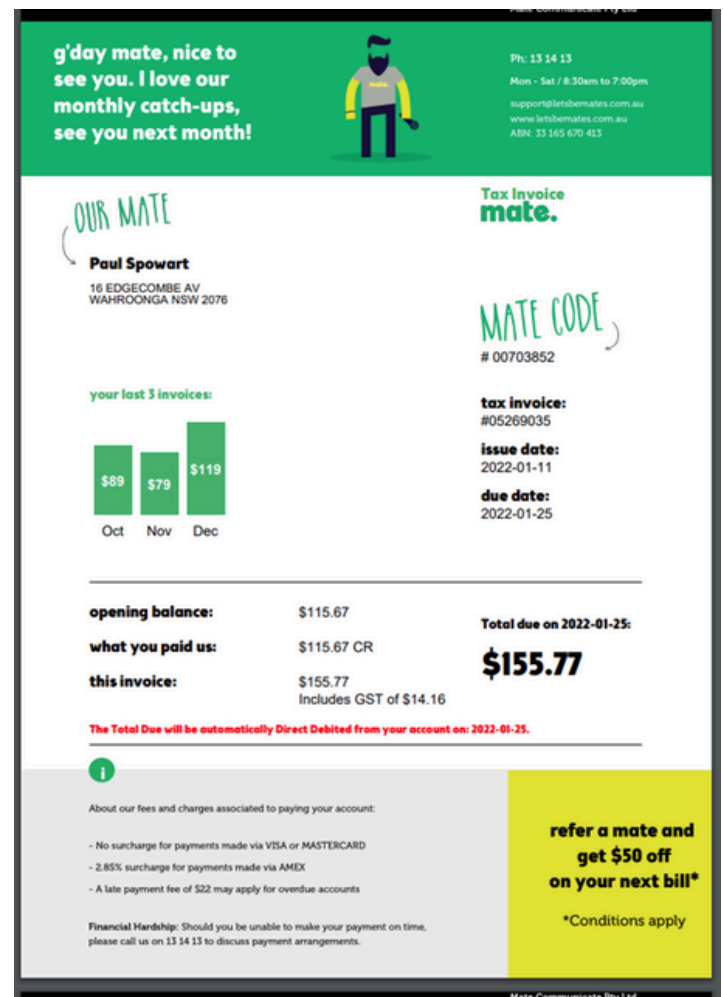 Mate Communicate Pty Ltd
g'day mate, nice to
see you. I love our
monthly catch-ups,
see you next month!
mate.
Ph: 13 14 13
Mon - Sat / 8:30am to 7:00pm
support@letsbemates.com.au
www.letsbemates.com.au
ABN: 33 165 670 413
OUR MATE
Paul Spowart
16 EDGECOMBE AV
WAHROONGA NSW 2076
Tax Invoice
mate.
MATE CODE
# 00703852
your last 3 invoices:
$89
$79
$119
Oct Nov Dec
tax invoice:
#05269035
issue date:
2022-01-11
due date:
2022-01-25
opening balance: $115.67
what you paid us: $115.67 CR
this invoice: $155.77
Includes GST of $14.16
Total due on 2022-01-25:
$155.77
The Total Due will be automatically Direct Debited from your account on: 2022-01-25.
i
About our fees and charges associated to paying your account:
- No surcharge for payments made via VISA or MASTERCARD
- 2.85% surcharge for payments made via AMEX
- A late payment fee of $22 may apply for overdue accounts
Financial Hardship: Should you be unable to make your payment on time,
please call us on 13 14 13 to discuss payment arrangements.
refer a mate and
get $50 off
on your next bill*
*Conditions apply
Mate Communicate Pty Ltd